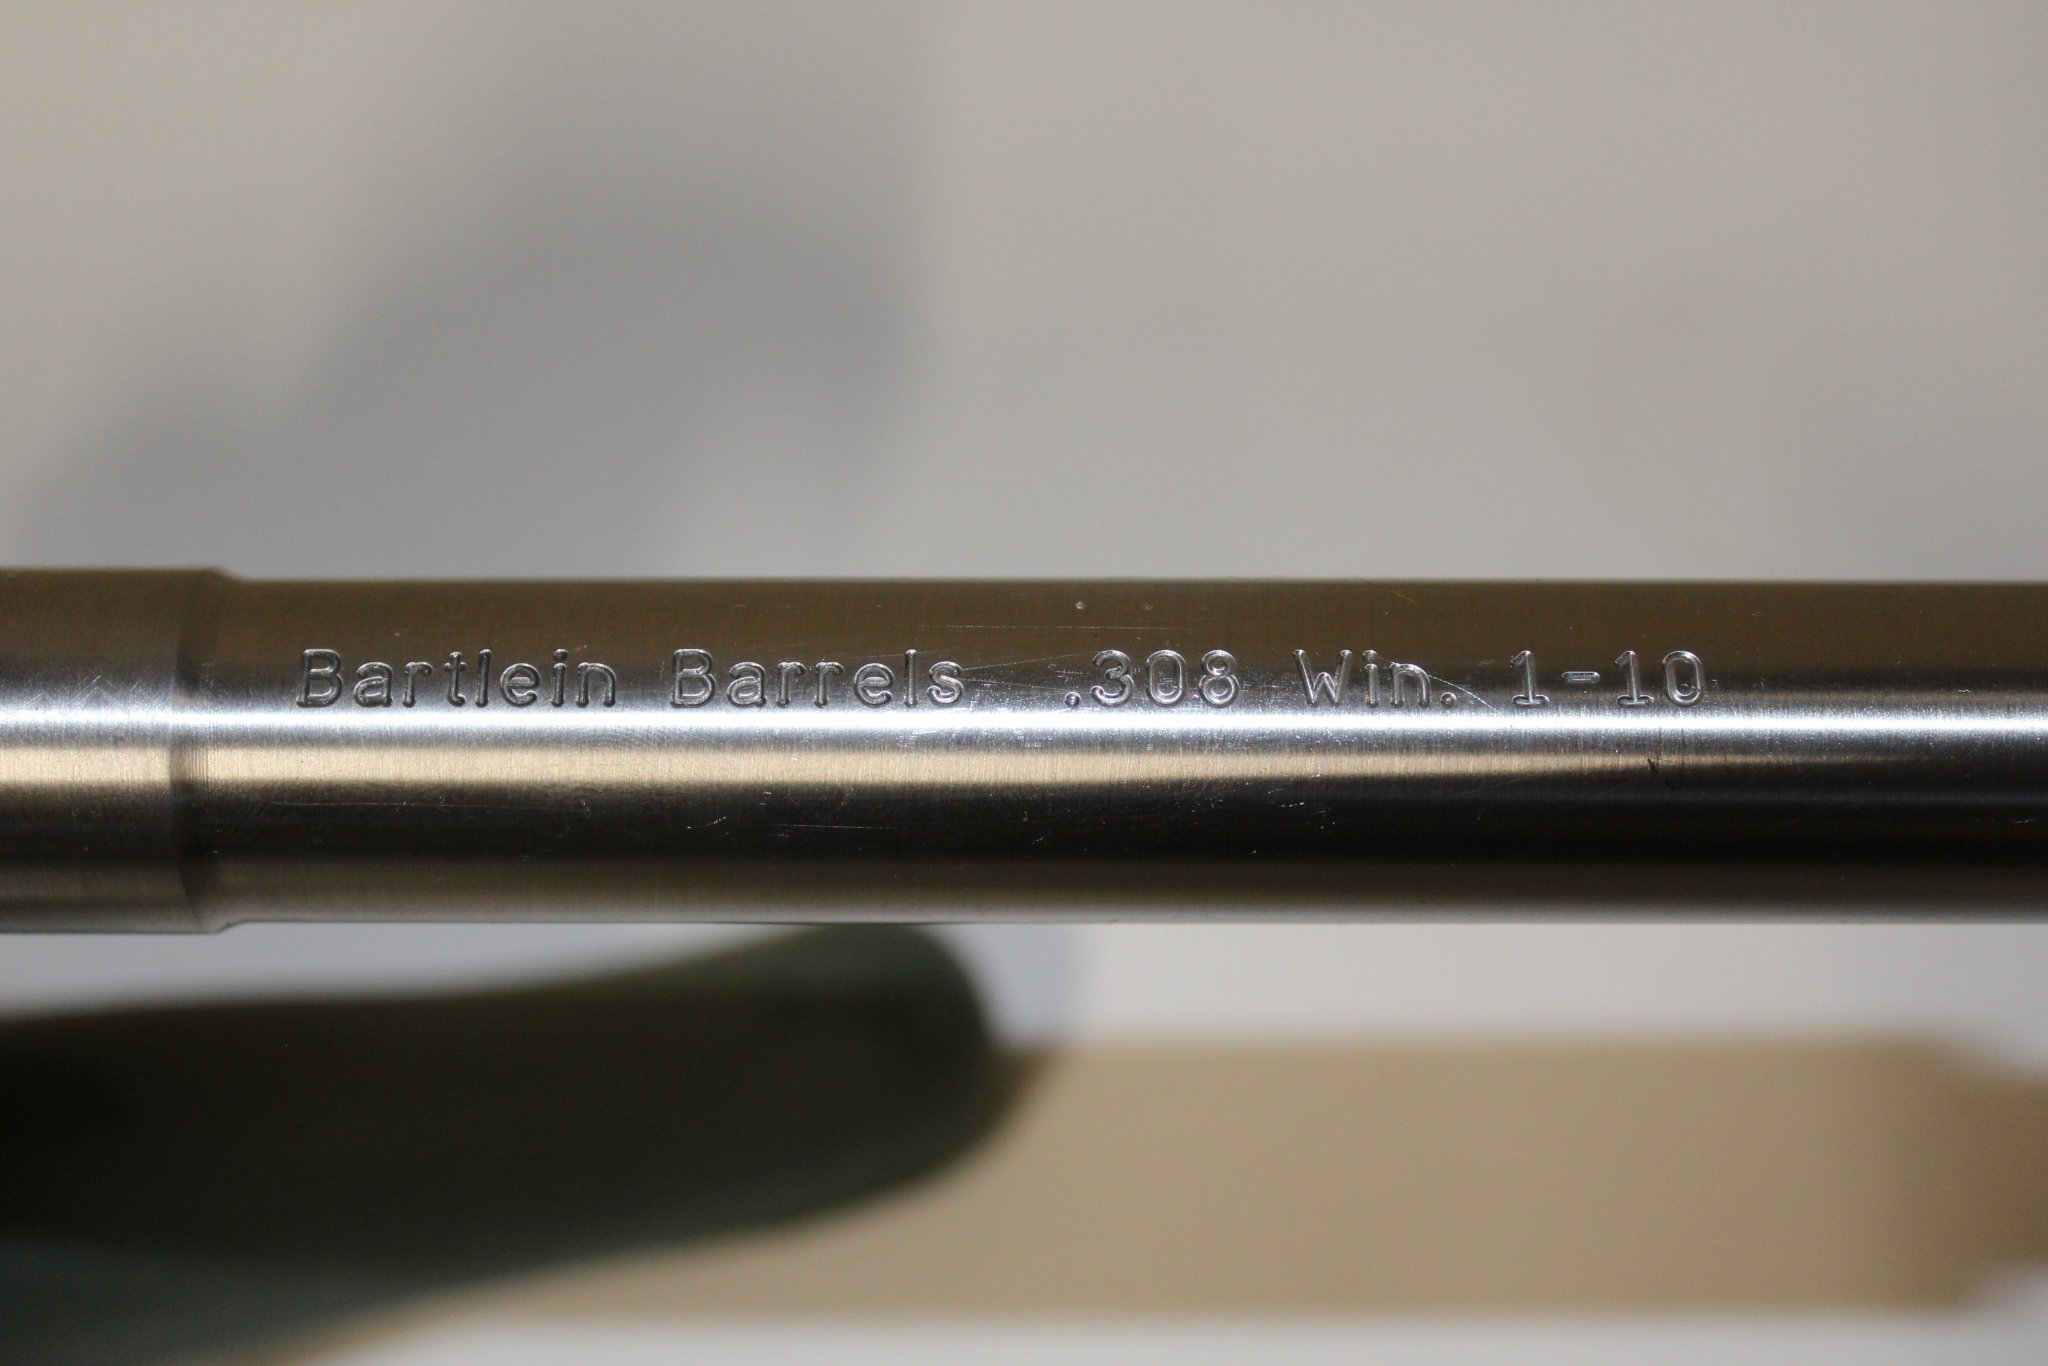 Bartlein Barrels .308 Win. 1-10